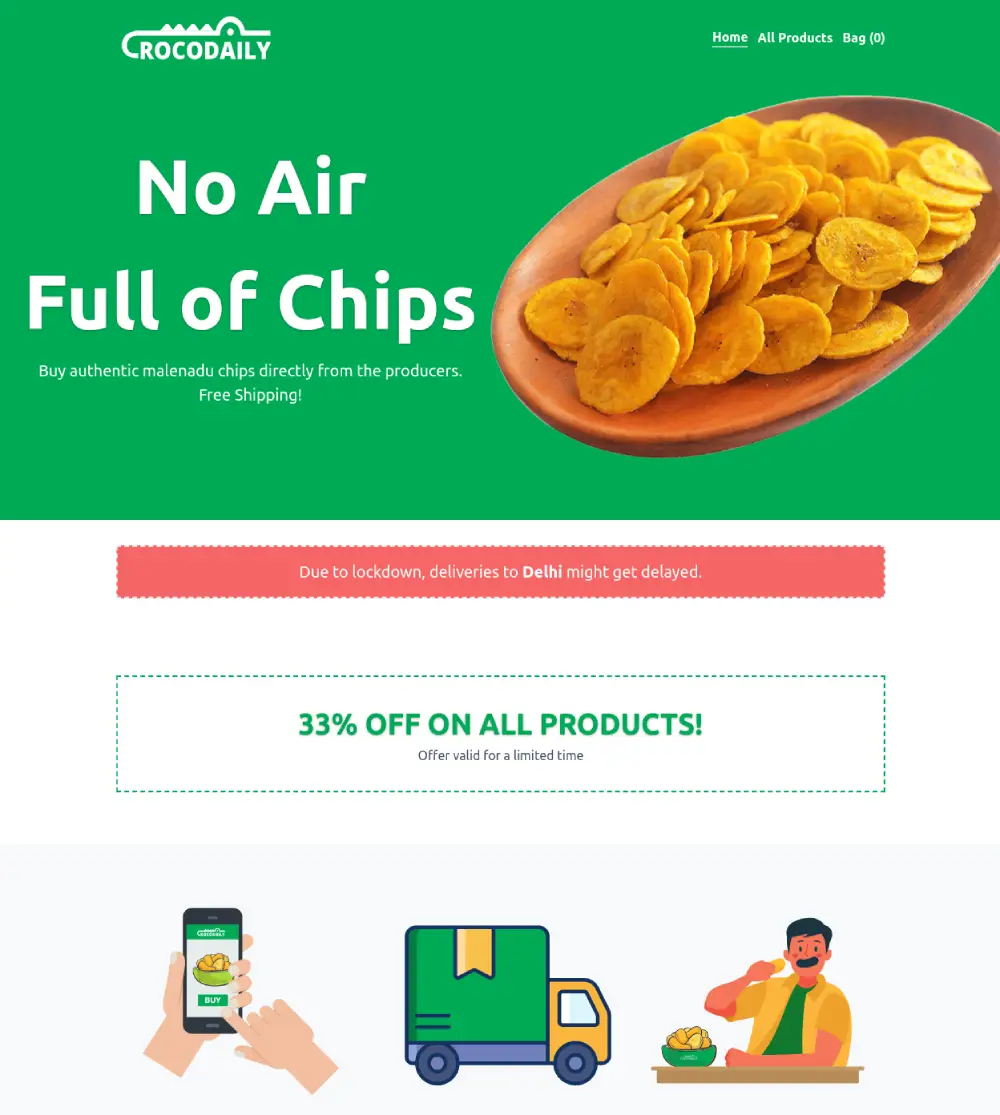 CROCODAILY
Home All Products Bag (0)
No Air
Full of Chips
Buy authentic malenadu chips directly from the producers.
Free Shipping!
Due to lockdown, deliveries to Delhi might get delayed.
33% OFF ON ALL PRODUCTS!
Offer valid for a limited time
CROCODAILY
BUY